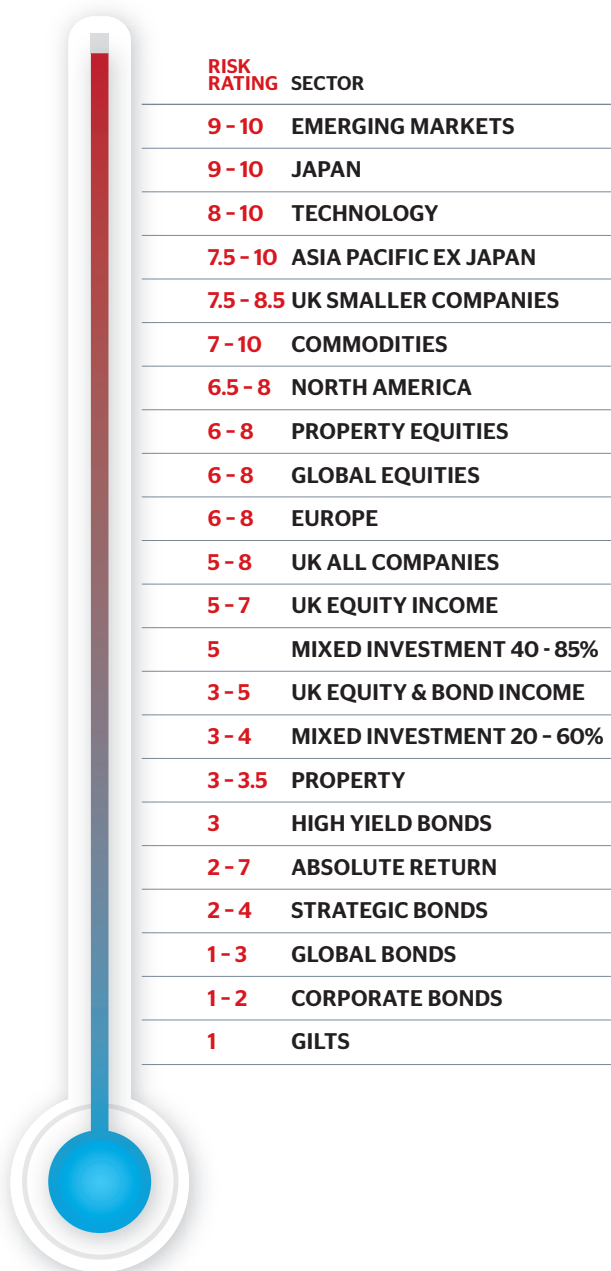 RISK
RATING SECTOR
9 – 10 EMERGING MARKETS
9 – 10 JAPAN
8 – 10 TECHNOLOGY
7.5 – 10 ASIA PACIFIC EX JAPAN
7.5 – 8.5 UK SMALLER COMPANIES
7 – 10 COMMODITIES
6.5 – 8 NORTH AMERICA
6 – 8 PROPERTY EQUITIES
6 – 8 GLOBAL EQUITIES
6 – 8 EUROPE
5 – 8 UK ALL COMPANIES
5 – 7 UK EQUITY INCOME
5 MIXED INVESTMENT 40 - 85%
3 – 5 UK EQUITY & BOND INCOME
3 – 4 MIXED INVESTMENT 20 – 60%
3 – 3.5 PROPERTY
3 HIGH YIELD BONDS
2 – 7 ABSOLUTE RETURN
2 – 4 STRATEGIC BONDS
1 – 3 GLOBAL BONDS
1 – 2 CORPORATE BONDS
1 GILTS